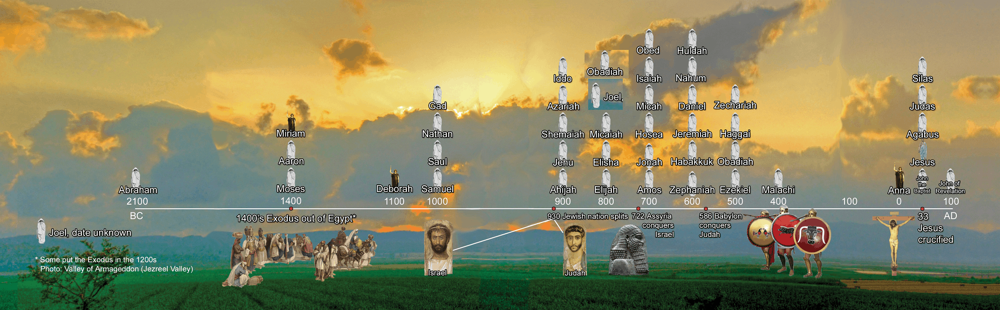 Obed
Huldah
Iddo
Obadiah
Isaiah
Nahum
Silas
Gad
Azariah
Joel,
Micah
Daniel
Zechariah
Judas
Miriam
Nathan
Shemaiah
Micaiah
Hosea
Jeremiah
Haggai
Agabus
Aaron
Saul
Jehu
Elisha
Jonah
Habakkuk
Obadiah
Jesus
Abraham
Moses
Deborah
Samuel
Ahijah
Elijah
Amos
Zephaniah
Ezekiel
Malachi
Anna
John
the
Baptist
John of
Revelation
2100
1400
1100
1000
900
800
700
600
500
400
100
0
100
BC
1400's Exodus out of Egypt*
930 Jewish nation splits
722 Assyria
conquers
Israel
586 Babylon
conquers
Judah
33
Jesus
crucified
AD
Joel, date unknown
* Some put the Exodus in the 1200s
Photo: Valley of Armageddon (Jezreel Valley)
Israel
Judah